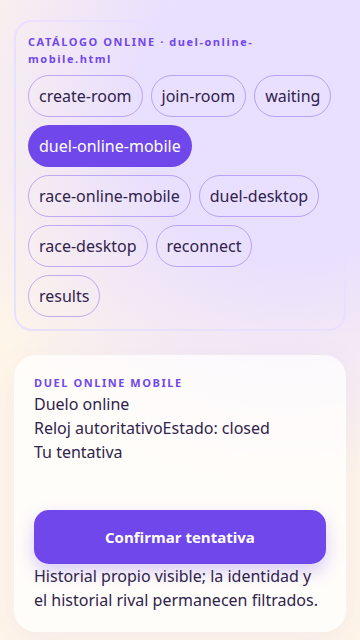 CATÁLOGO ONLINE · duel-online-
mobile.html
create-room join-room waiting
duel-online-mobile
race-online-mobile duel-desktop
race-desktop reconnect
results
DUEL ONLINE MOBILE
Duelo online
Reloj autoritativoEstado: closed
Tu tentativa
Confirmar tentativa
Historial propio visible; la identidad y
el historial rival permanecen filtrados.